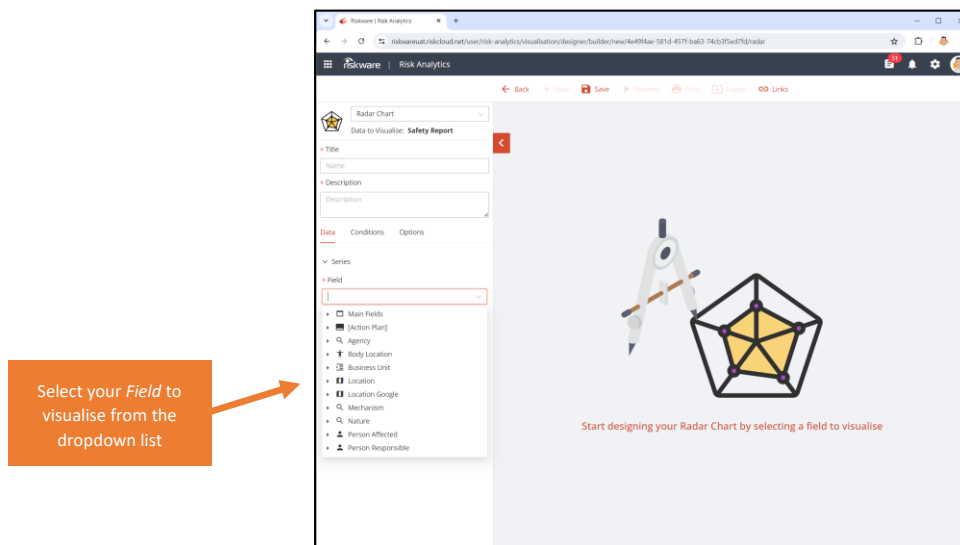 Riskware | Risk Analytics
riskwareuat.riskcloud.net/user/risk-analytics/visualisation/designer/builder/new/4e49f4ae-581d-457f-ba63-74cb3f5ed7fd/radar
riskware | Risk Analytics
51
Back New Save Preview Print Export Links
Radar Chart
Data to Visualise: Safety Report
* Title
Name
* Description
Description
Data Conditions Options
Series
* Field
Main Fields
[Action Plan]
Agency
Body Location
Business Unit
Location
Location Google
Mechanism
Nature
Person Affected
Person Responsible
Select your Field to
visualise from the
dropdown list
Start designing your Radar Chart by selecting a field to visualise